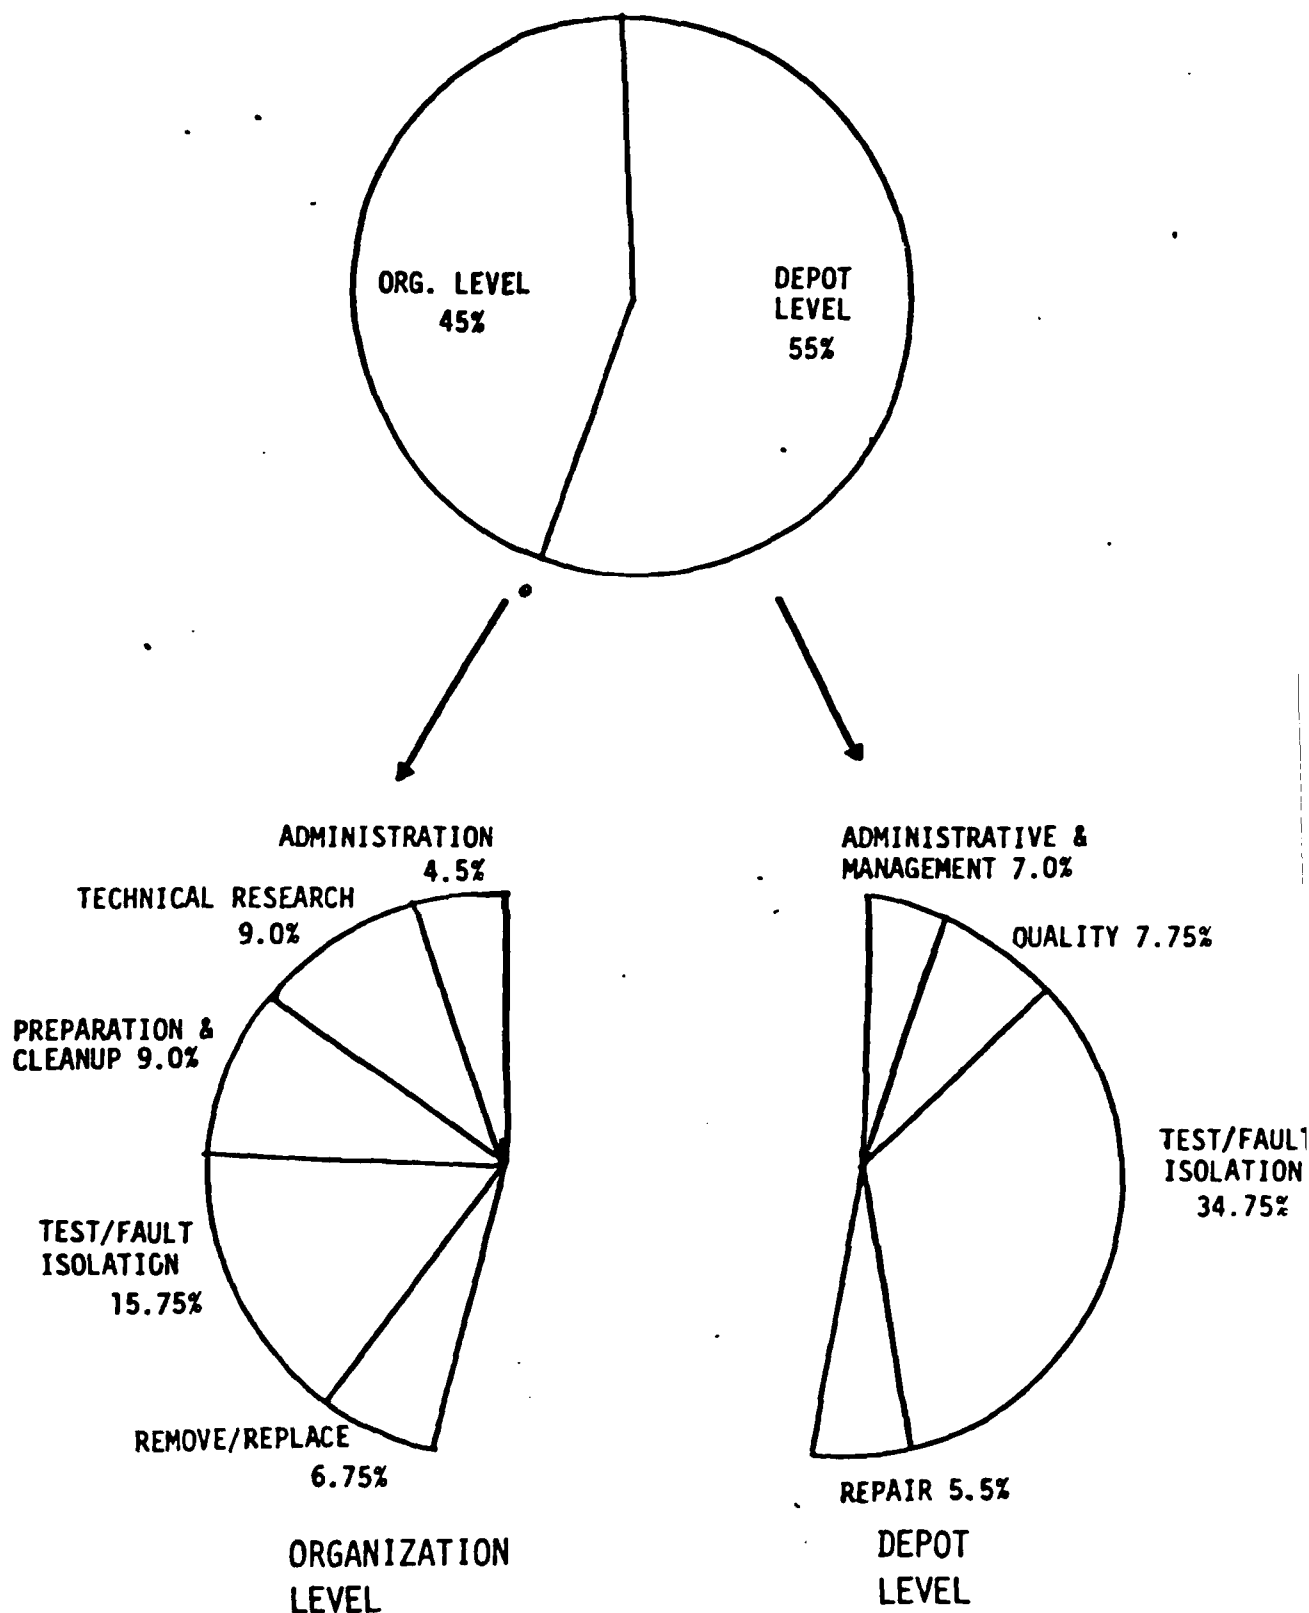 ORG. LEVEL
45%
DEPOT
LEVEL
55%
ADMINISTRATION
4.5%
TECHNICAL RESEARCH
9.0%
PREPARATION &
CLEANUP 9.0%
TEST/FAULT
ISOLATION
15.75%
REMOVE/REPLACE
6.75%
ORGANIZATION
LEVEL
ADMINISTRATIVE &
MANAGEMENT 7.0%
QUALITY 7.75%
TEST/FAULT
ISOLATION
34.75%
REPAIR 5.5%
DEPOT
LEVEL